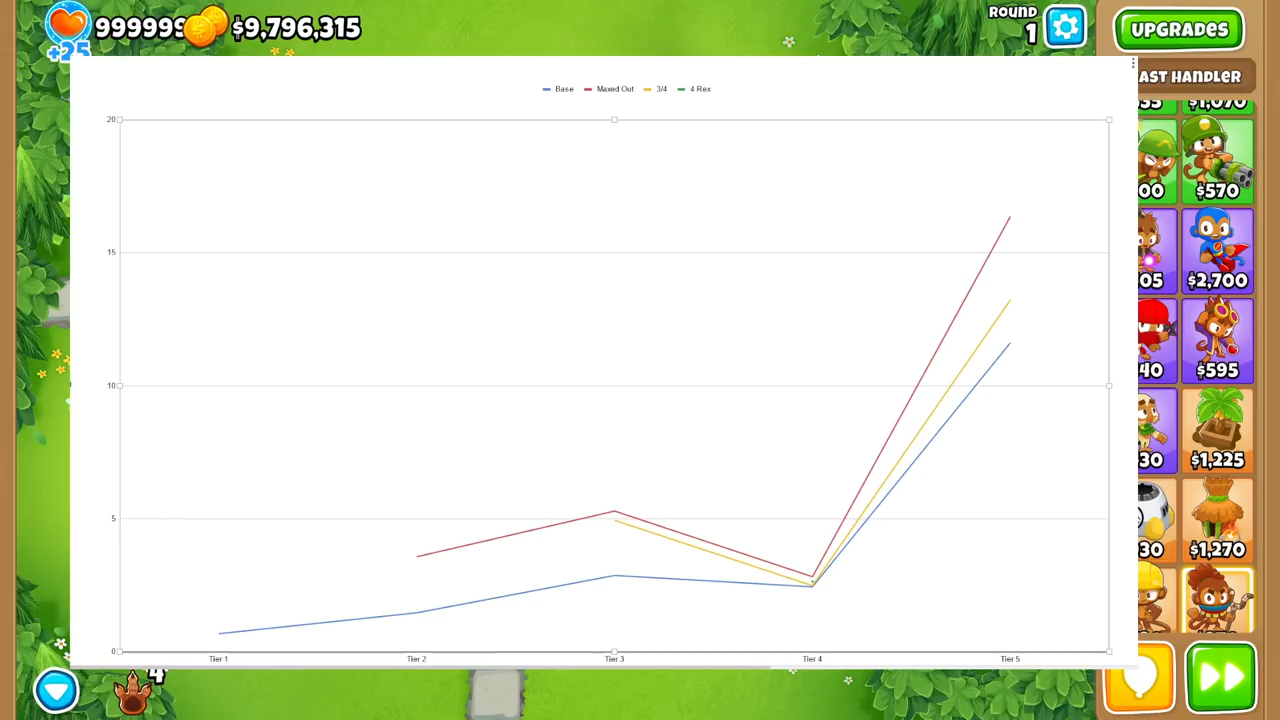 999999
$9,796,315
+25
ROUND
1
UPGRADES
AST HANDLER
Base
Maxed Out
3/4
4 Rex
20
15
10
5
0
Tier 1
Tier 2
Tier 3
Tier 4
Tier 5
$1,070
00
$570
05
$2,700
40
$595
30
$1,225
30
$1,270
4